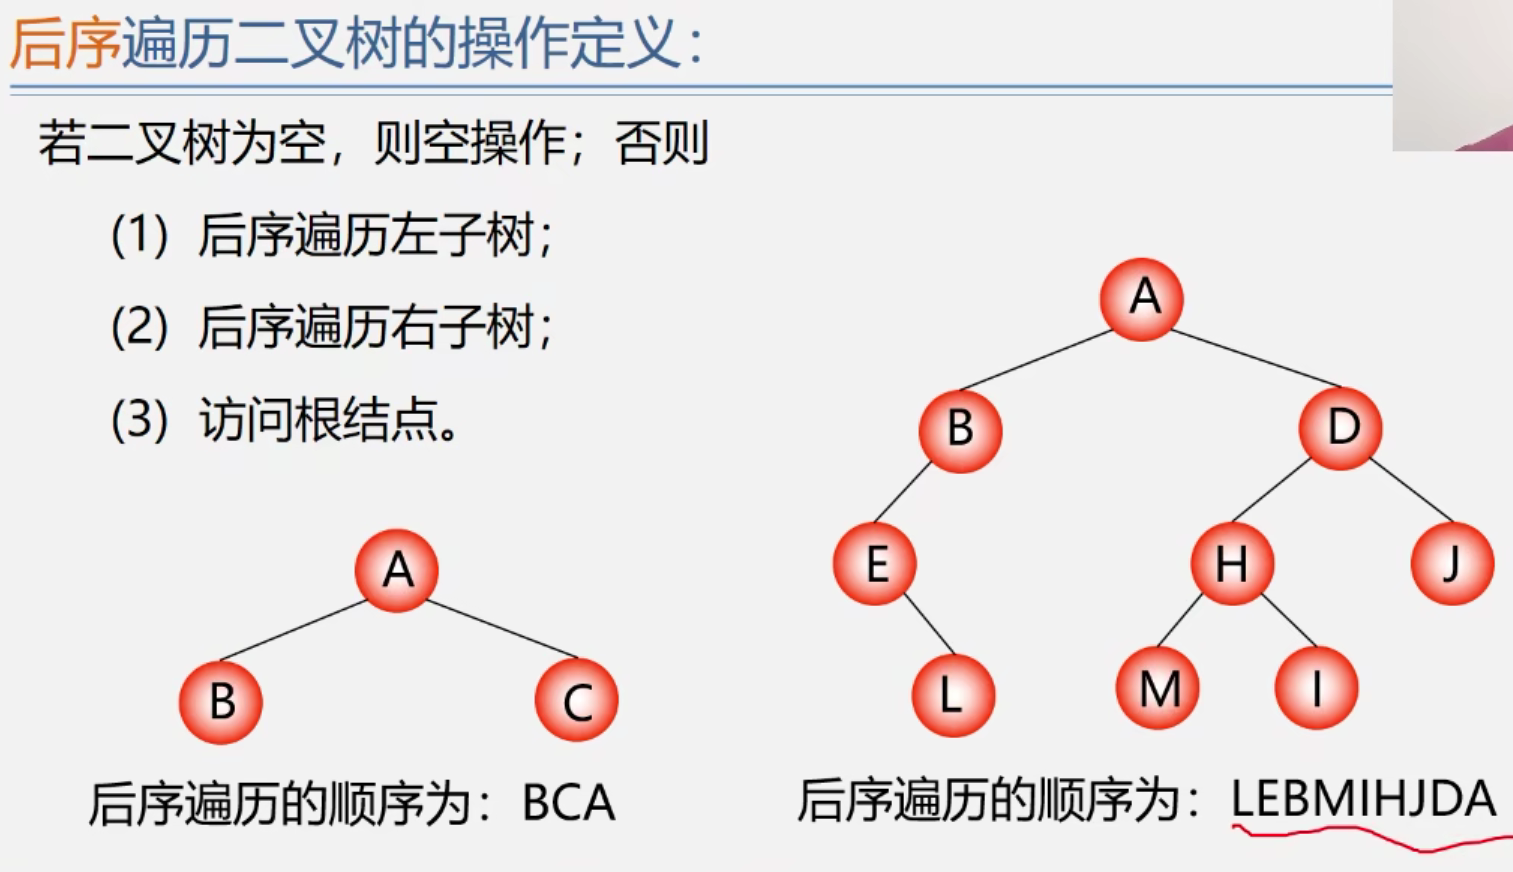 后序遍历二叉树的操作定义：
若二叉树为空，则空操作；否则
(1) 后序遍历左子树；
(2) 后序遍历右子树；
(3) 访问根结点。
A
B
C
后序遍历的顺序为：BCA
A
B
D
E
H
J
L
M
I
后序遍历的顺序为：LEBMIHJDA